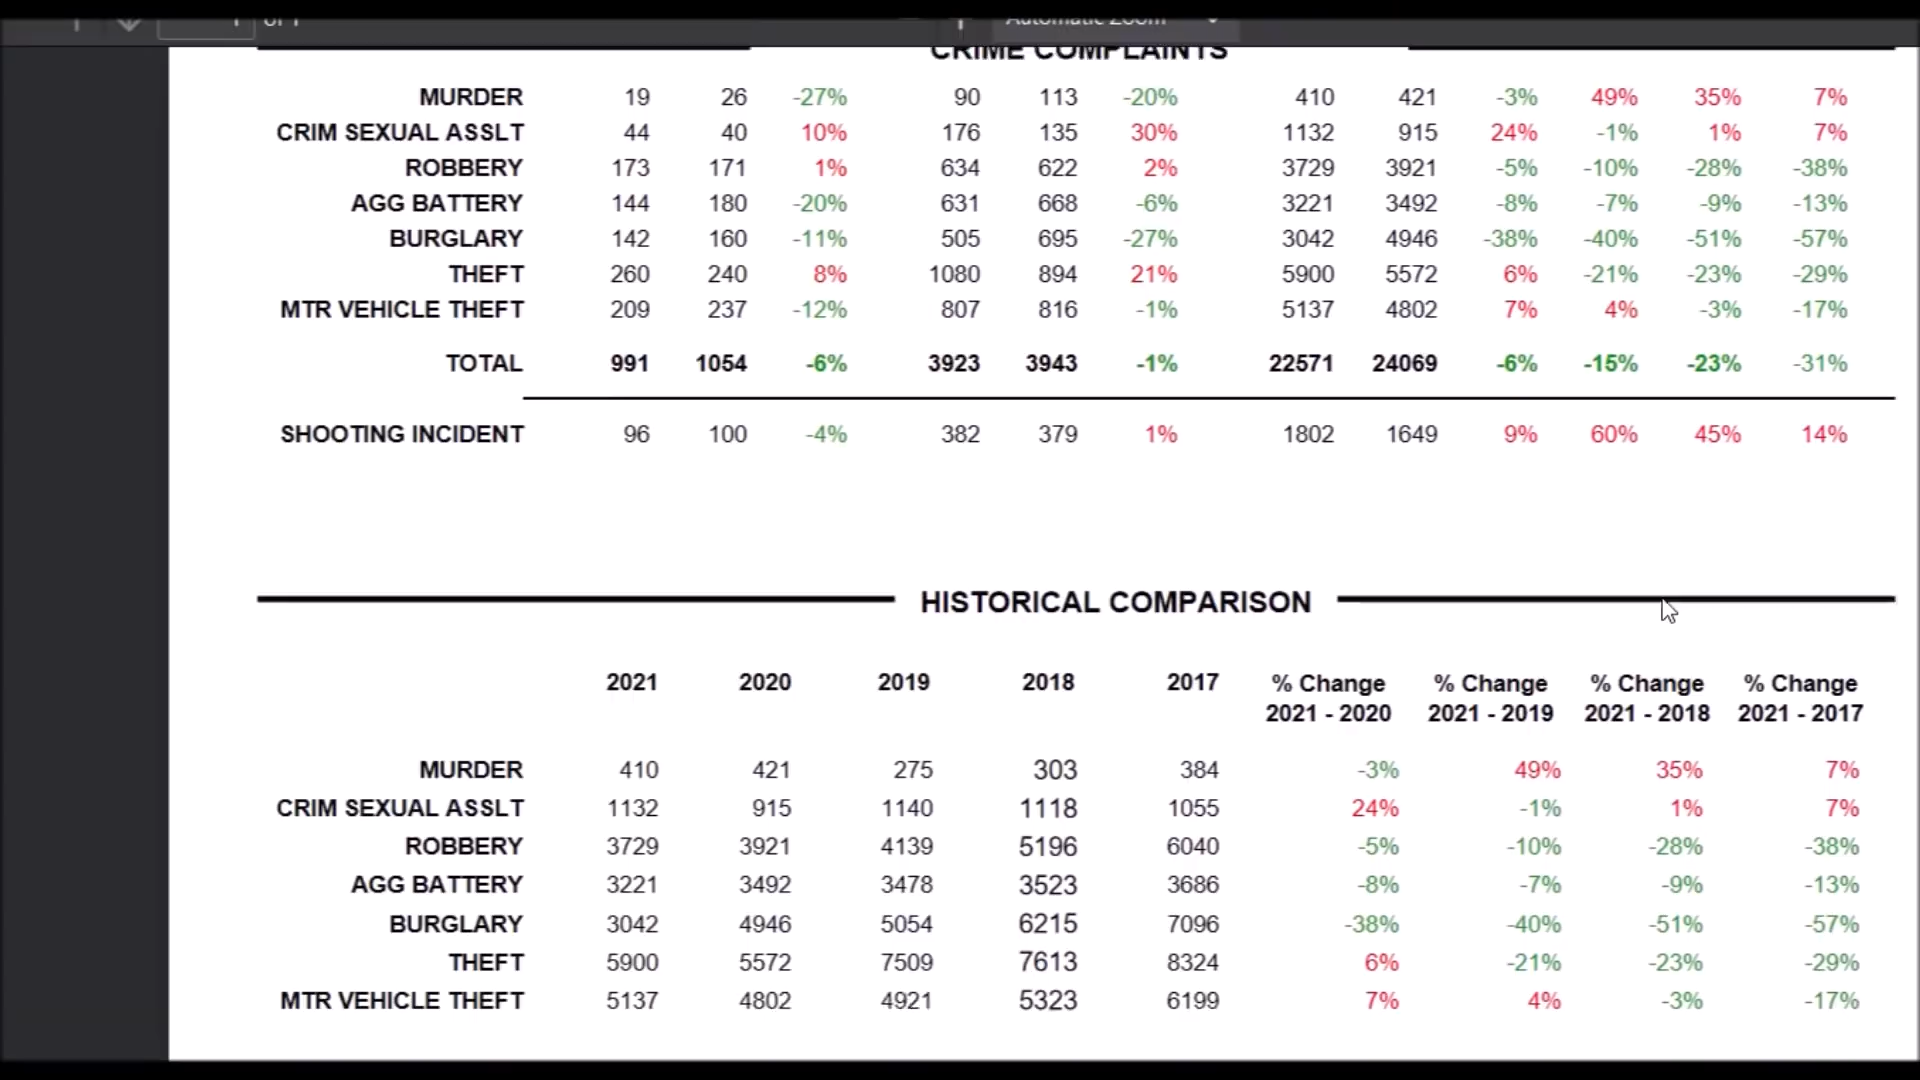 1 of 1 Automatic Zoom
CRIME COMPLAINTS
MURDER 19 26 -27% 90 113 -20% 410 421 -3% 49% 35% 7%
CRIM SEXUAL ASSLT 44 40 10% 176 135 30% 1132 915 24% -1% 1% 7%
ROBBERY 173 171 1% 634 622 2% 3729 3921 -5% -10% -28% -38%
AGG BATTERY 144 180 -20% 631 668 -6% 3221 3492 -8% -7% -9% -13%
BURGLARY 142 160 -11% 505 695 -27% 3042 4946 -38% -40% -51% -57%
THEFT 260 240 8% 1080 894 21% 5900 5572 6% -21% -23% -29%
MTR VEHICLE THEFT 209 237 -12% 807 816 -1% 5137 4802 7% 4% -3% -17%
TOTAL 991 1054 -6% 3923 3943 -1% 22571 24069 -6% -15% -23% -31%
SHOOTING INCIDENT 96 100 -4% 382 379 1% 1802 1649 9% 60% 45% 14%
HISTORICAL COMPARISON
2021 2020 2019 2018 2017 % Change % Change % Change % Change
2021 - 2020 2021 - 2019 2021 - 2018 2021 - 2017
MURDER 410 421 275 303 384 -3% 49% 35% 7%
CRIM SEXUAL ASSLT 1132 915 1140 1118 1055 24% -1% 1% 7%
ROBBERY 3729 3921 4139 5196 6040 -5% -10% -28% -38%
AGG BATTERY 3221 3492 3478 3523 3686 -8% -7% -9% -13%
BURGLARY 3042 4946 5054 6215 7096 -38% -40% -51% -57%
THEFT 5900 5572 7509 7613 8324 6% -21% -23% -29%
MTR VEHICLE THEFT 5137 4802 4921 5323 6199 7% 4% -3% -17%